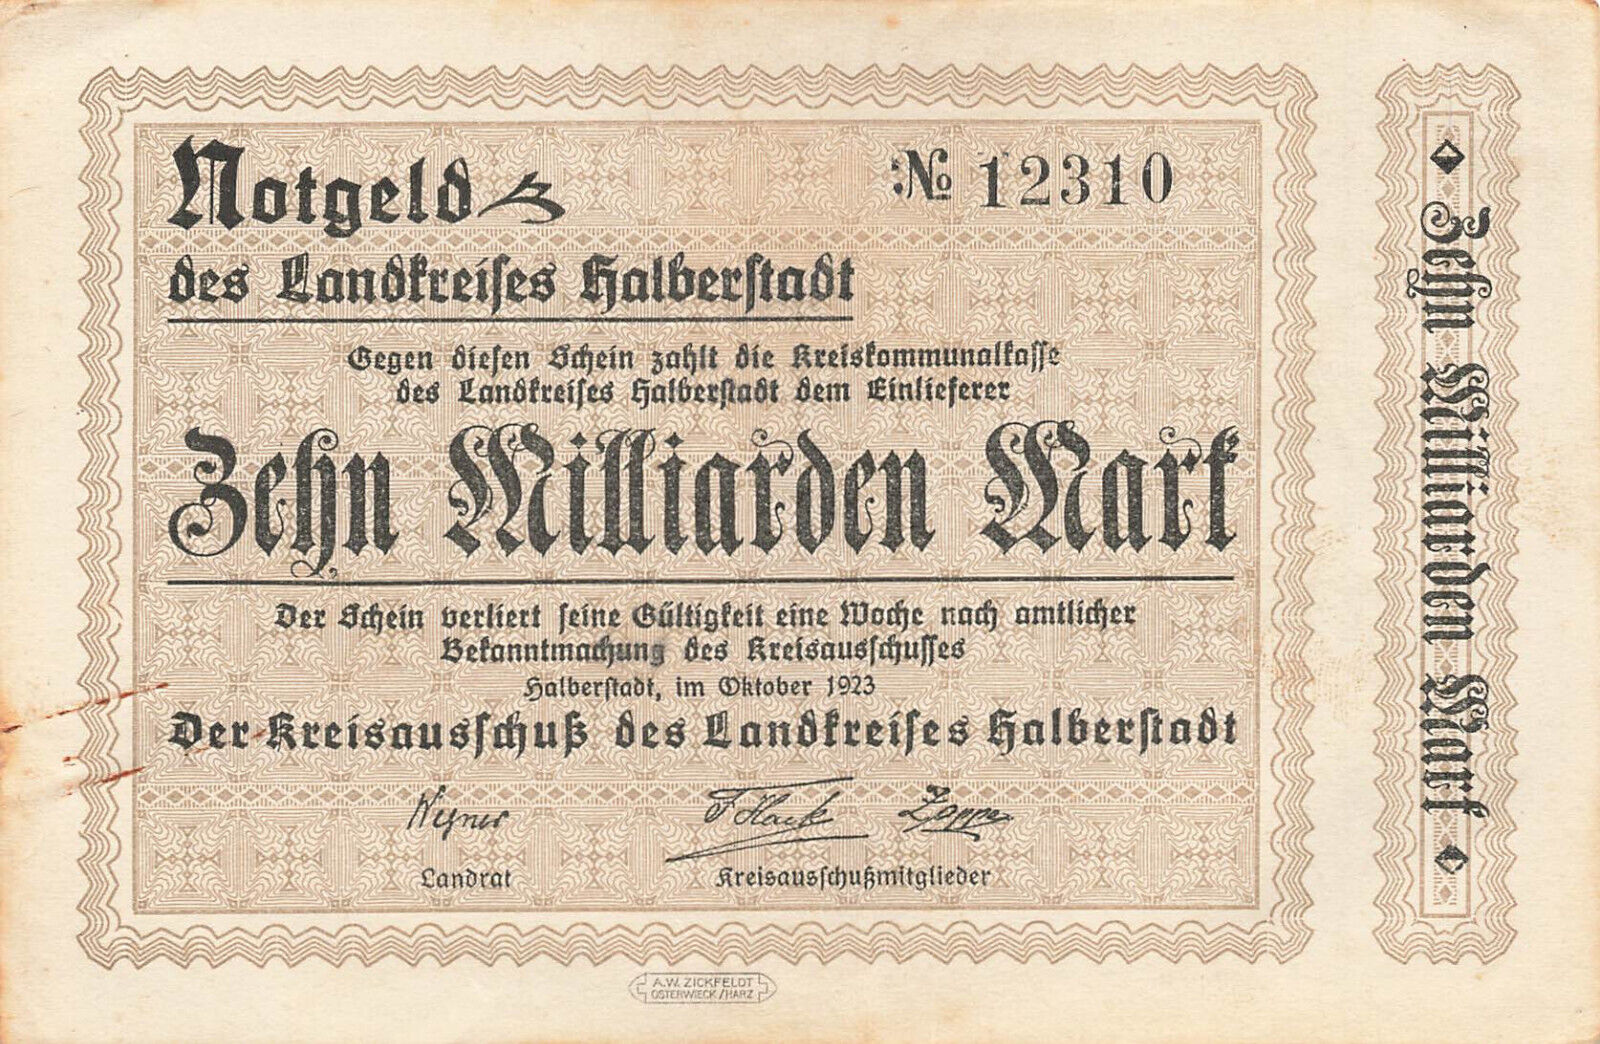 Notgeld
№ 12310
des Landkreises Halberstadt
Gegen diesen Schein zahlt die Kreiskommunalkasse
des Landkreises Halberstadt dem Einlieferer
Zehn Milliarden Mark
Der Schein verliert seine Gültigkeit eine Woche nach amtlicher
Bekanntmachung des Kreisausschusses
Halberstadt, im Oktober 1923
Der Kreisausschuß des Landkreises Halberstadt
Landrat
Kreisausschußmitglieder
A.W. ZICKFELDT
OSTERWIECK/HARZ
Zehn Milliarden Mark